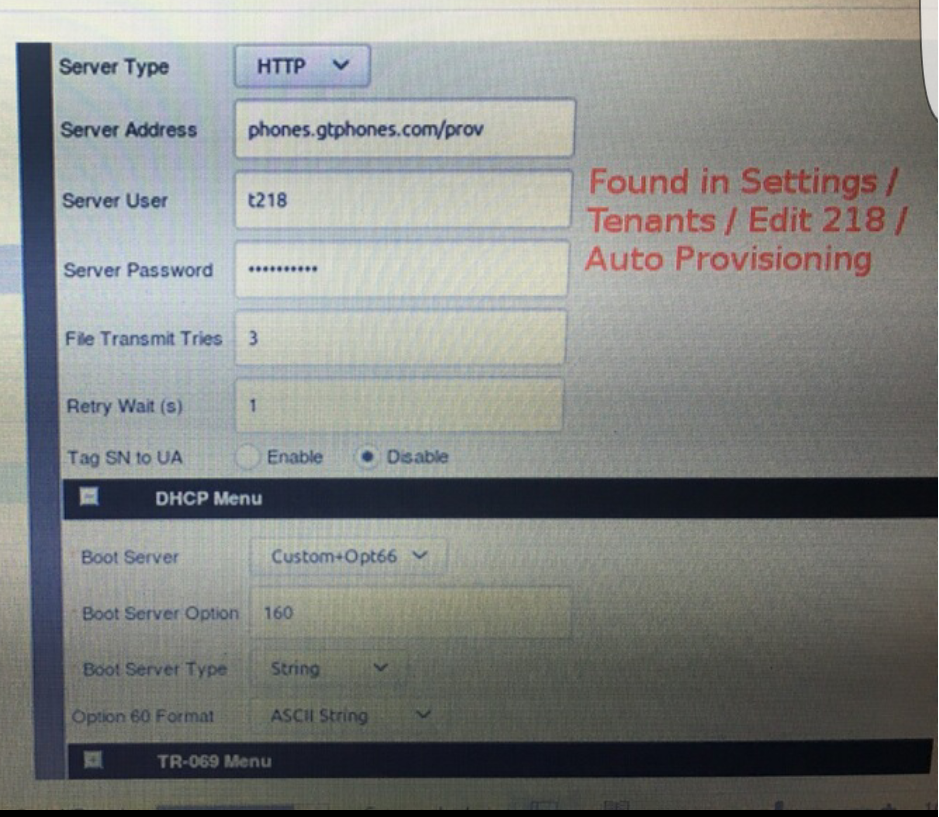 Server Type HTTP
Server Address phones.gtphones.com/prov
Server User t218
Found in Settings /
Tenants / Edit 218 /
Auto Provisioning
Server Password ••••••••••
File Transmit Tries 3
Retry Wait (s) 1
Tag SN to UA Enable Disable
DHCP Menu
Boot Server Custom+Opt66
Boot Server Option 160
Boot Server Type String
Option 60 Format ASCII String
TR-069 Menu